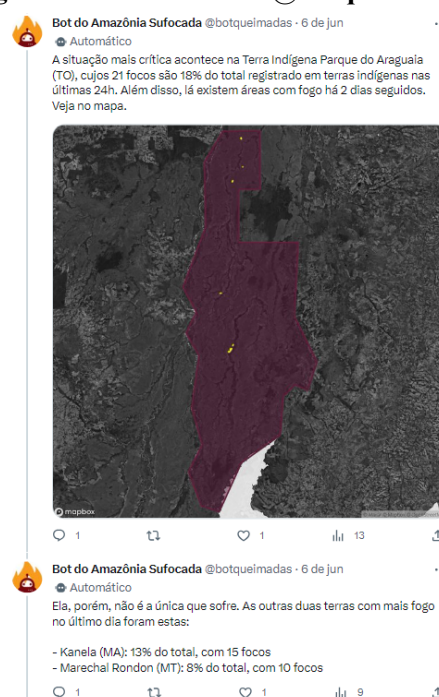 Bot do Amazônia Sufocada @botqueimadas · 6 de jun
Automático
A situação mais crítica acontece na Terra Indígena Parque do Araguaia
(TO), cujos 21 focos são 18% do total registrado em terras indígenas nas
últimas 24h. Além disso, lá existem áreas com fogo há 2 dias seguidos.
Veja no mapa.
mapbox
1 1 13
Bot do Amazônia Sufocada @botqueimadas · 6 de jun
Automático
Ela, porém, não é a única que sofre. As outras duas terras com mais fogo
no último dia foram estas:
- Kanela (MA): 13% do total, com 15 focos
- Marechal Rondon (MT): 8% do total, com 10 focos
1 1 9